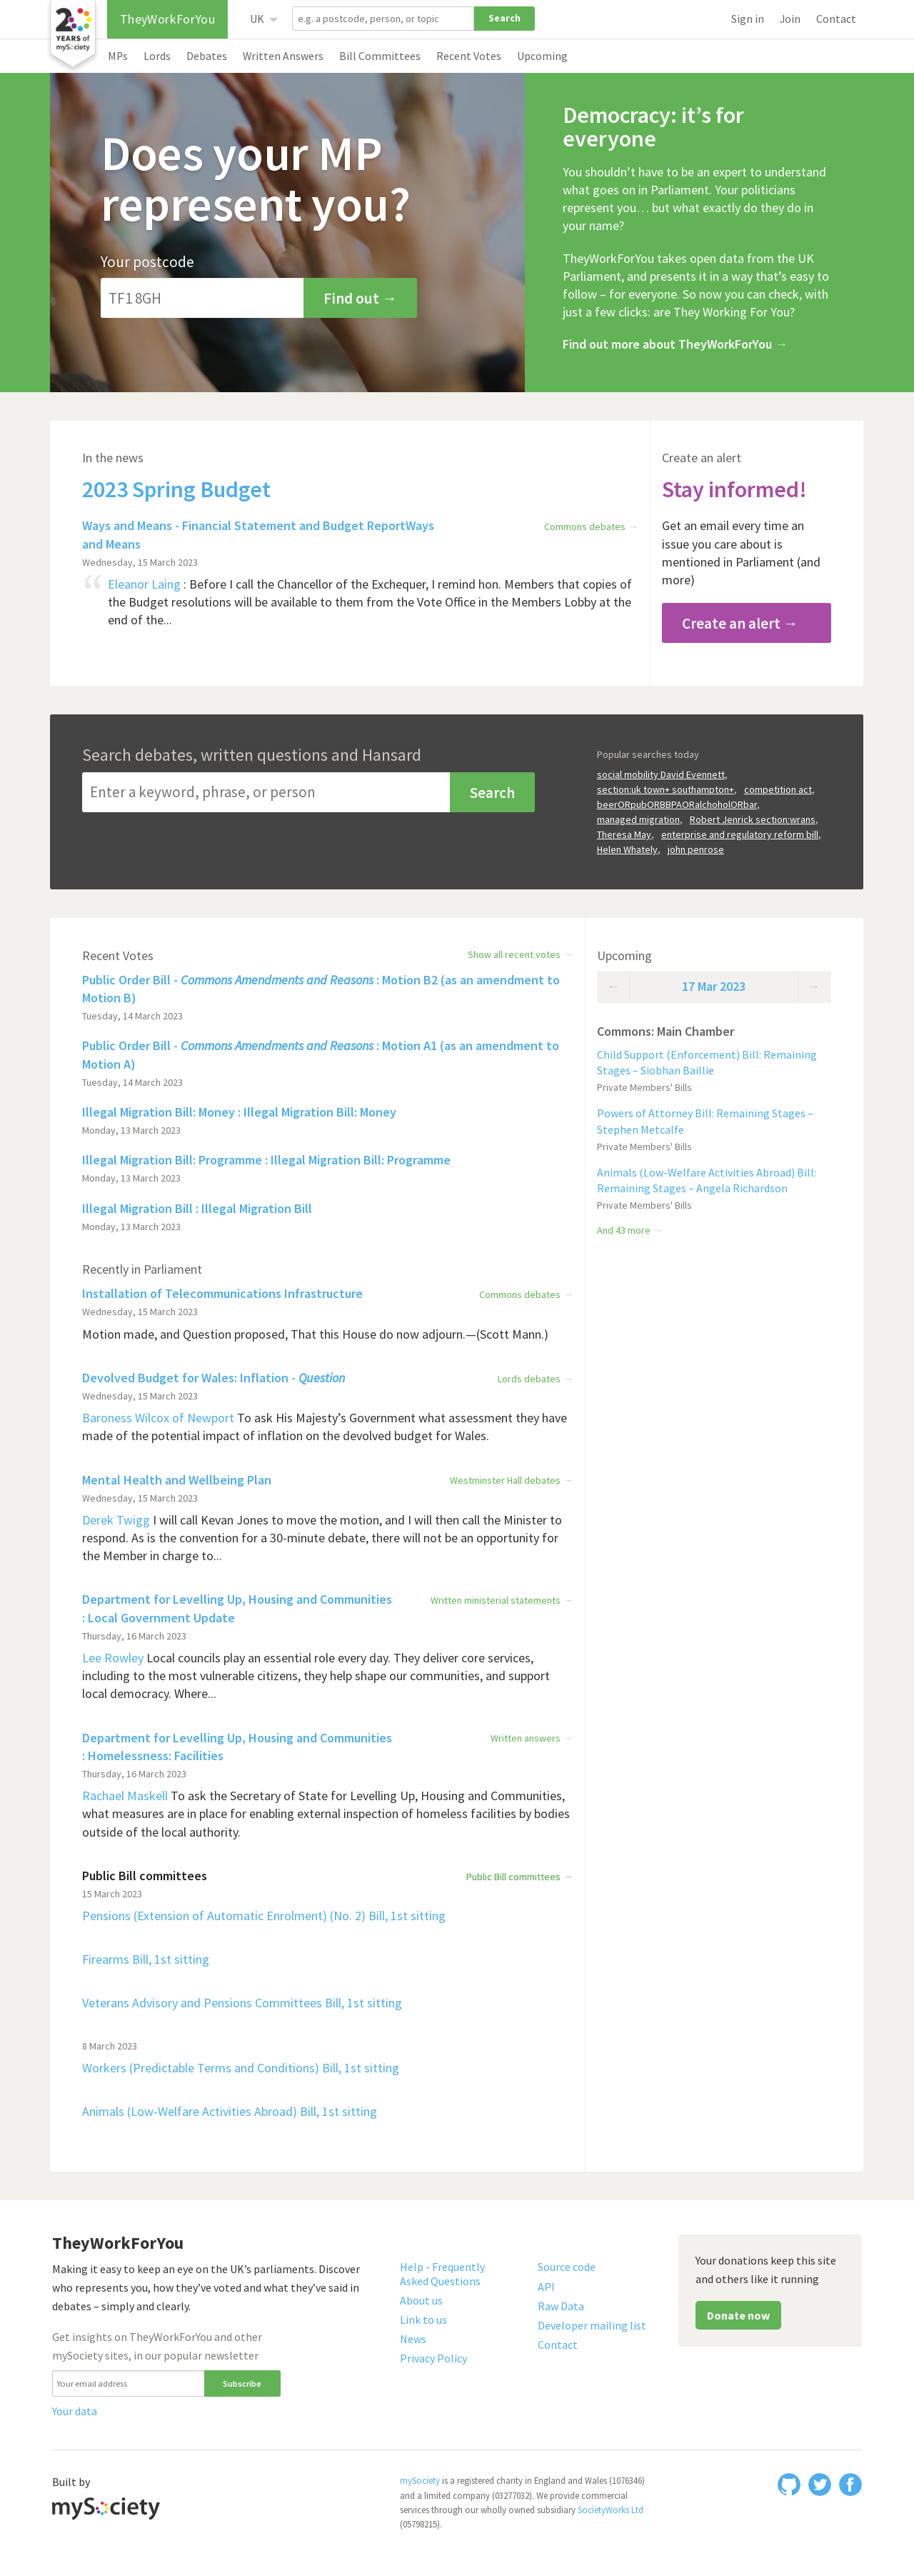 20
YEARS of
mySociety
TheyWorkForYou
UK
e.g. a postcode, person, or topic
Search
Sign in
Join
Contact
MPs
Lords
Debates
Written Answers
Bill Committees
Recent Votes
Upcoming
Does your MP
represent you?
Your postcode
TF1 8GH
Find out →
Democracy: it’s for
everyone
You shouldn’t have to be an expert to understand
what goes on in Parliament. Your politicians
represent you… but what exactly do they do in
your name?
TheyWorkForYou takes open data from the UK
Parliament, and presents it in a way that’s easy to
follow – for everyone. So now you can check, with
just a few clicks: are They Working For You?
Find out more about TheyWorkForYou →
In the news
2023 Spring Budget
Ways and Means - Financial Statement and Budget ReportWays
and Means
Commons debates →
Wednesday, 15 March 2023
“ Eleanor Laing : Before I call the Chancellor of the Exchequer, I remind hon. Members that copies of
the Budget resolutions will be available to them from the Vote Office in the Members Lobby at the
end of the...
Create an alert
Stay informed!
Get an email every time an
issue you care about is
mentioned in Parliament (and
more)
Create an alert →
Search debates, written questions and Hansard
Enter a keyword, phrase, or person
Search
Popular searches today
social mobility David Evennett,
section:uk town+ southampton+, competition act,
beerORpubORBBPAORalchoholORbar,
managed migration, Robert Jenrick section:wrans,
Theresa May, enterprise and regulatory reform bill,
Helen Whately, john penrose
Recent Votes
Show all recent votes →
Public Order Bill - Commons Amendments and Reasons : Motion B2 (as an amendment to
Motion B)
Tuesday, 14 March 2023
Public Order Bill - Commons Amendments and Reasons : Motion A1 (as an amendment to
Motion A)
Tuesday, 14 March 2023
Illegal Migration Bill: Money : Illegal Migration Bill: Money
Monday, 13 March 2023
Illegal Migration Bill: Programme : Illegal Migration Bill: Programme
Monday, 13 March 2023
Illegal Migration Bill : Illegal Migration Bill
Monday, 13 March 2023
Recently in Parliament
Installation of Telecommunications Infrastructure
Commons debates →
Wednesday, 15 March 2023
Motion made, and Question proposed, That this House do now adjourn.—(Scott Mann.)
Devolved Budget for Wales: Inflation - Question
Lords debates →
Wednesday, 15 March 2023
Baroness Wilcox of Newport To ask His Majesty’s Government what assessment they have
made of the potential impact of inflation on the devolved budget for Wales.
Mental Health and Wellbeing Plan
Westminster Hall debates →
Wednesday, 15 March 2023
Derek Twigg I will call Kevan Jones to move the motion, and I will then call the Minister to
respond. As is the convention for a 30-minute debate, there will not be an opportunity for
the Member in charge to...
Department for Levelling Up, Housing and Communities
: Local Government Update
Written ministerial statements →
Thursday, 16 March 2023
Lee Rowley Local councils play an essential role every day. They deliver core services,
including to the most vulnerable citizens, they help shape our communities, and support
local democracy. Where...
Department for Levelling Up, Housing and Communities
: Homelessness: Facilities
Written answers →
Thursday, 16 March 2023
Rachael Maskell To ask the Secretary of State for Levelling Up, Housing and Communities,
what measures are in place for enabling external inspection of homeless facilities by bodies
outside of the local authority.
Public Bill committees
Public Bill committees →
15 March 2023
Pensions (Extension of Automatic Enrolment) (No. 2) Bill, 1st sitting
Firearms Bill, 1st sitting
Veterans Advisory and Pensions Committees Bill, 1st sitting
8 March 2023
Workers (Predictable Terms and Conditions) Bill, 1st sitting
Animals (Low-Welfare Activities Abroad) Bill, 1st sitting
Upcoming
← 17 Mar 2023 →
Commons: Main Chamber
Child Support (Enforcement) Bill: Remaining
Stages – Siobhan Baillie
Private Members' Bills
Powers of Attorney Bill: Remaining Stages –
Stephen Metcalfe
Private Members' Bills
Animals (Low-Welfare Activities Abroad) Bill:
Remaining Stages – Angela Richardson
Private Members' Bills
And 43 more →
TheyWorkForYou
Making it easy to keep an eye on the UK’s parliaments. Discover
who represents you, how they’ve voted and what they’ve said in
debates – simply and clearly.
Get insights on TheyWorkForYou and other
mySociety sites, in our popular newsletter
Your email address
Subscribe
Your data
Help - Frequently
Asked Questions
About us
Link to us
News
Privacy Policy
Source code
API
Raw Data
Developer mailing list
Contact
Your donations keep this site
and others like it running
Donate now
Built by
mySociety
mySociety is a registered charity in England and Wales (1076346)
and a limited company (03277032). We provide commercial
services through our wholly owned subsidiary SocietyWorks Ltd
(05798215).